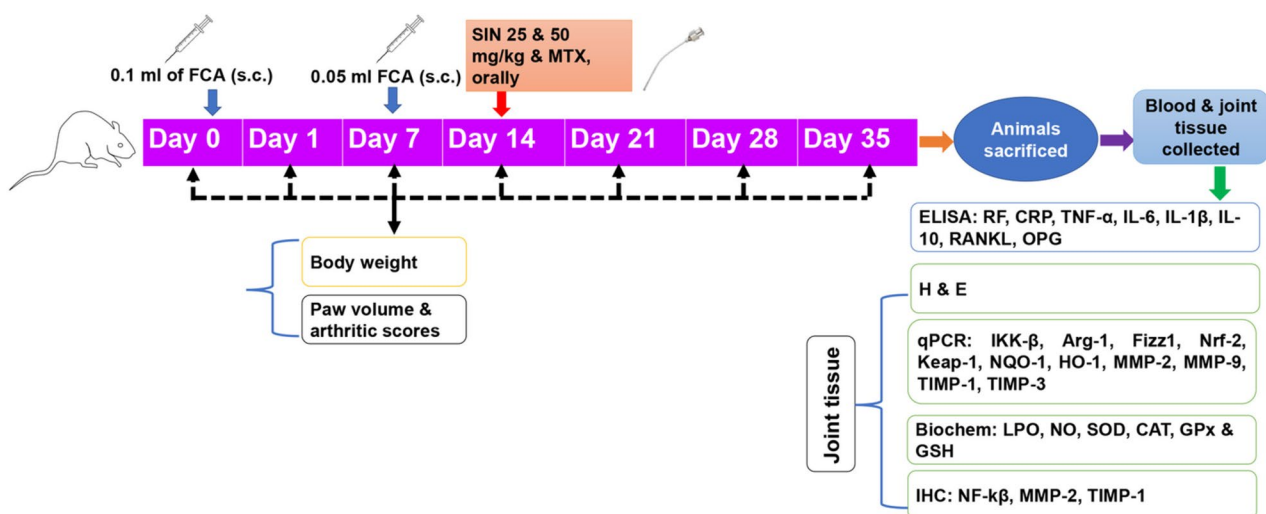 0.1 ml of FCA (s.c.)
0.05 ml FCA (s.c.)
SIN 25 & 50
mg/kg & MTX,
orally
Day 0
Day 1
Day 7
Day 14
Day 21
Day 28
Day 35
Animals
sacrificed
Blood & joint
tissue
collected
Body weight
Paw volume &
arthritic scores
ELISA: RF, CRP, TNF-α, IL-6, IL-1β, IL-
10, RANKL, OPG
Joint tissue
H & E
qPCR: IKK-β, Arg-1, Fizz1, Nrf-2,
Keap-1, NQO-1, HO-1, MMP-2, MMP-9,
TIMP-1, TIMP-3
Biochem: LPO, NO, SOD, CAT, GPx &
GSH
IHC: NF-kβ, MMP-2, TIMP-1